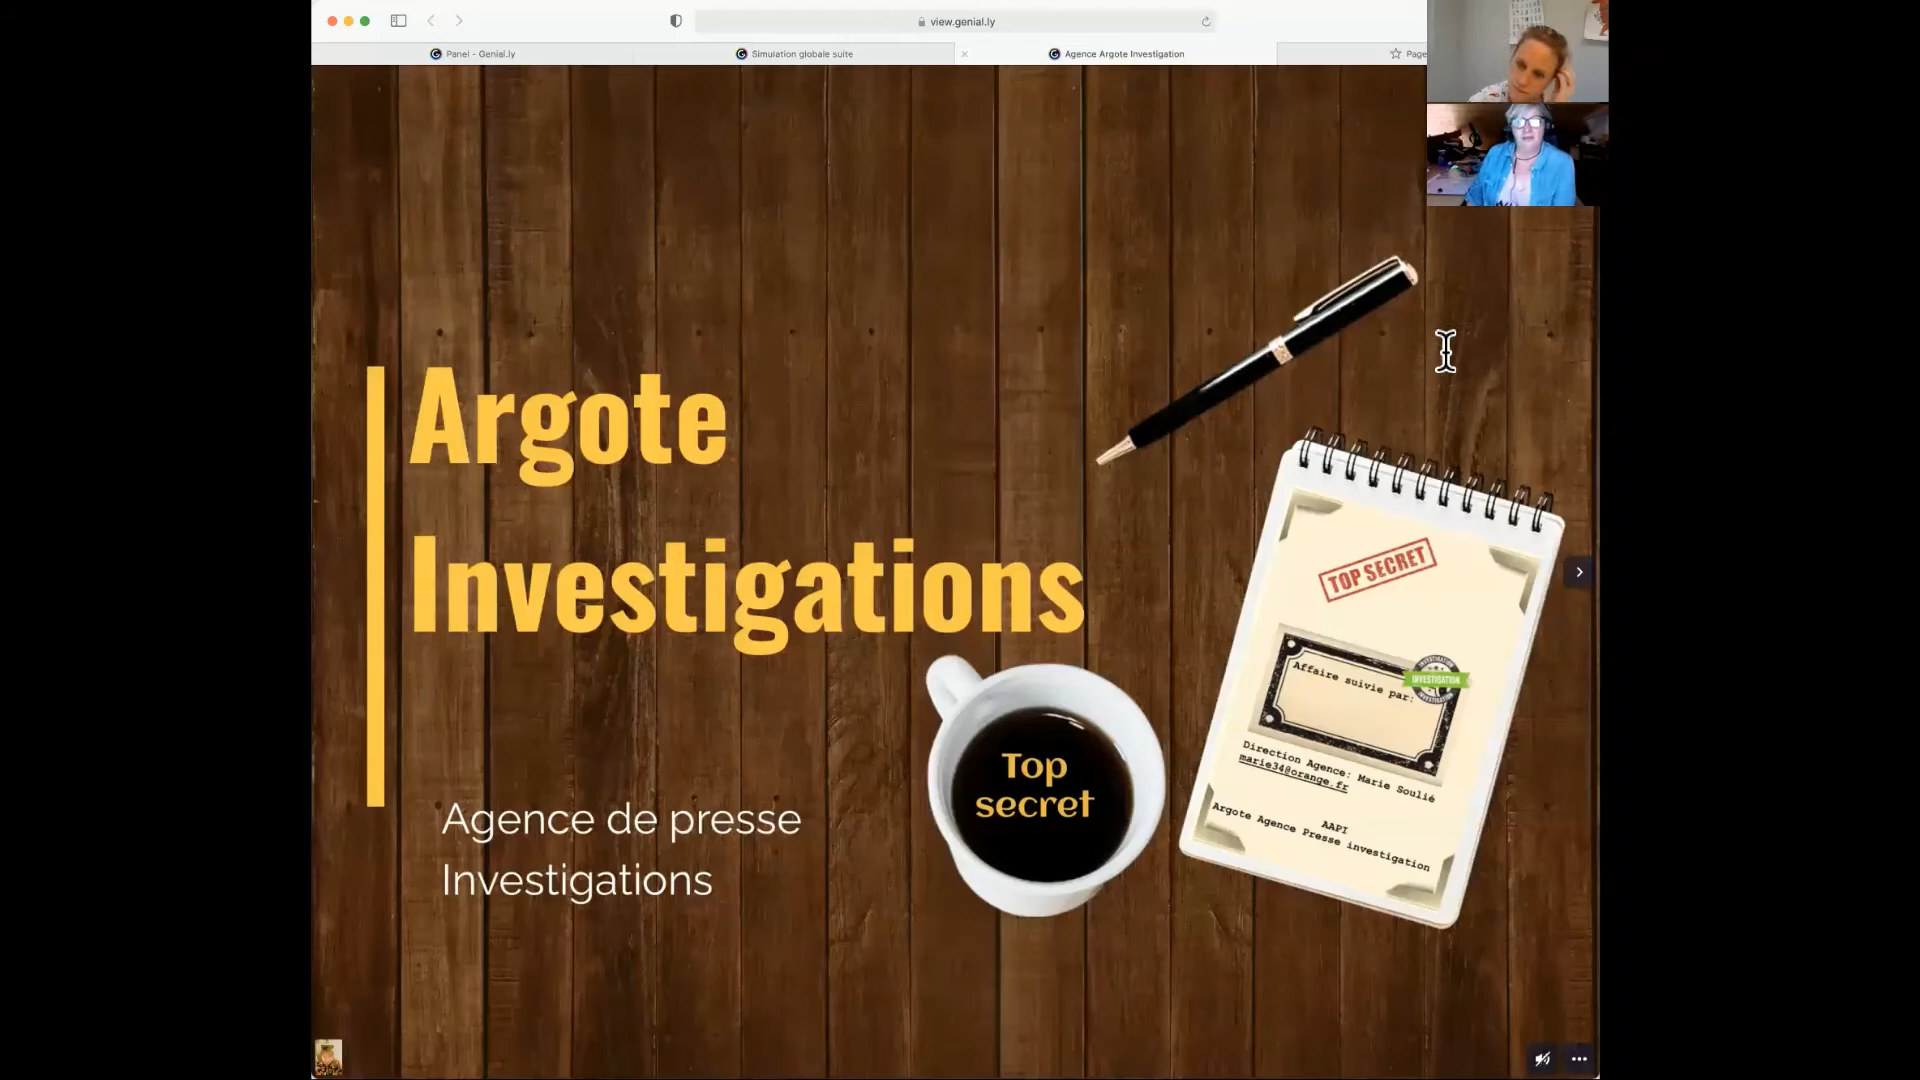 view.genial.ly
Panel - Genial.ly
Simulation globale suite
Agence Argote Investigation
Page
Argote
Investigations
Agence de presse
Investigations
Top
secret
TOP SECRET
Affaire suivie par:
INVESTIGATION
INVESTIGATION
INVESTIGATION
Direction Agence: Marie Soulié
marie34@orange.fr
AAPI
Argote Agence Presse investigation